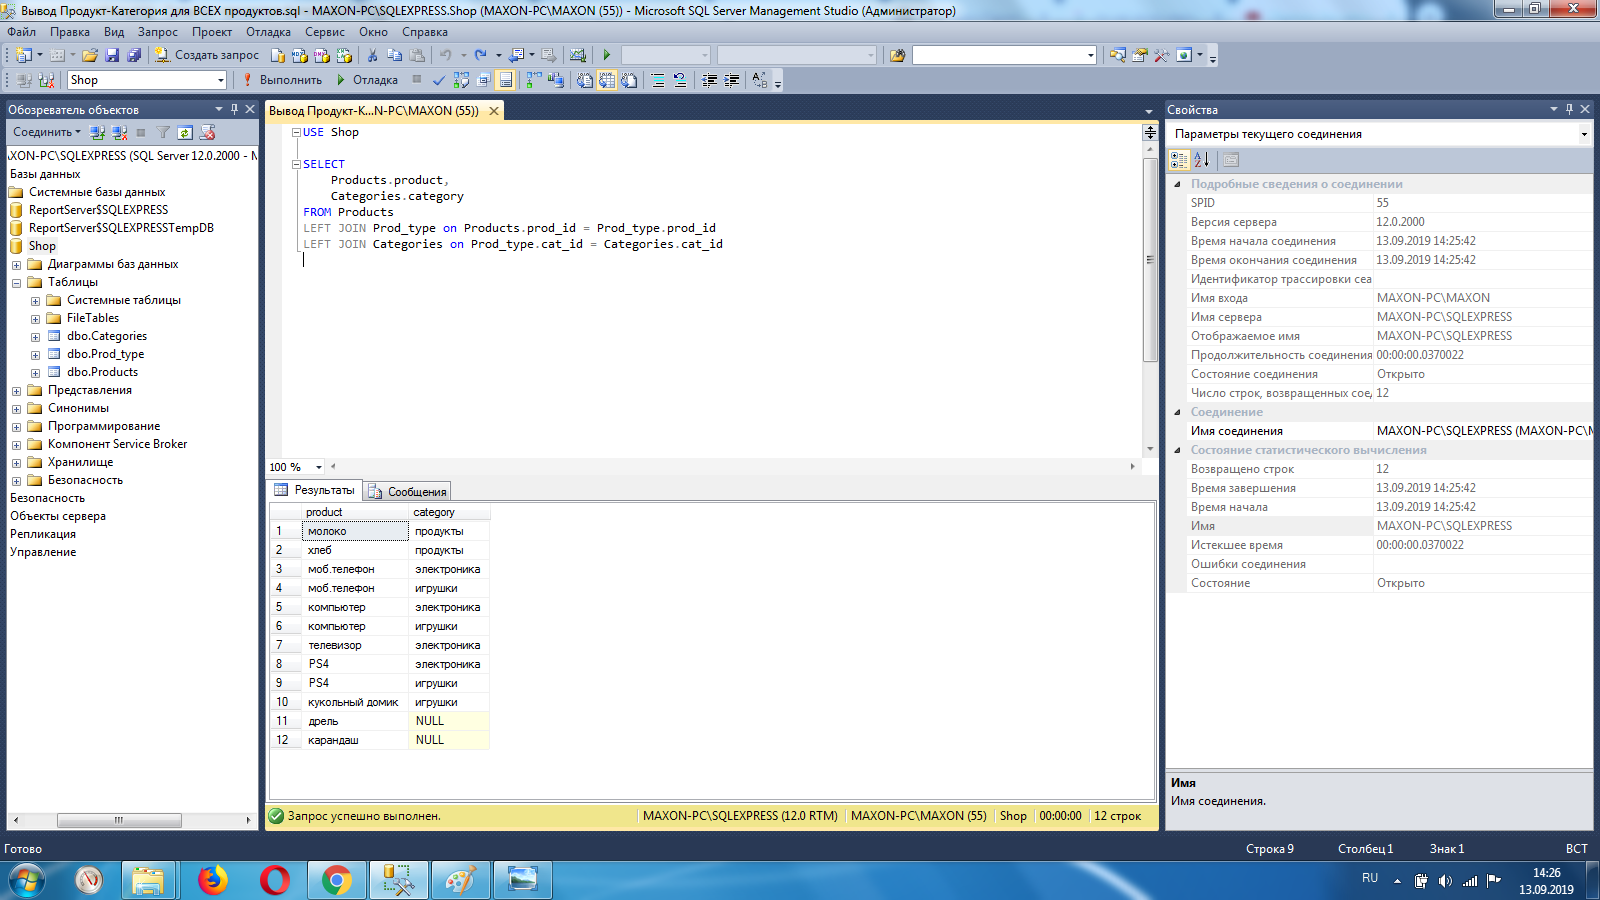 Вывод Продукт-Категория для ВСЕХ продуктов.sql - MAXON-PC\SQLEXPRESS.Shop (MAXON-PC\MAXON (55)) - Microsoft SQL Server Management Studio (Администратор)
Файл Правка Вид Запрос Проект Отладка Сервис Окно Справка
Создать запрос
Shop Выполнить Отладка
Обозреватель объектов
Соединить
\XON-PC\SQLEXPRESS (SQL Server 12.0.2000 - M
Базы данных
Системные базы данных
ReportServer$SQLEXPRESS
ReportServer$SQLEXPRESSTempDB
Shop
Диаграммы баз данных
Таблицы
Системные таблицы
FileTables
dbo.Categories
dbo.Prod_type
dbo.Products
Представления
Синонимы
Программирование
Компонент Service Broker
Хранилище
Безопасность
Безопасность
Объекты сервера
Репликация
Управление
Вывод Продукт-К...N-PC\MAXON (55))
USE Shop
SELECT
Products.product,
Categories.category
FROM Products
LEFT JOIN Prod_type on Products.prod_id = Prod_type.prod_id
LEFT JOIN Categories on Prod_type.cat_id = Categories.cat_id
100 %
Результаты Сообщения
product category
1 молоко продукты
2 хлеб продукты
3 моб.телефон электроника
4 моб.телефон игрушки
5 компьютер электроника
6 компьютер игрушки
7 телевизор электроника
8 PS4 электроника
9 PS4 игрушки
10 кукольный домик игрушки
11 дрель NULL
12 карандаш NULL
Запрос успешно выполнен. MAXON-PC\SQLEXPRESS (12.0 RTM) MAXON-PC\MAXON (55) Shop 00:00:00 12 строк
Свойства
Параметры текущего соединения
Подробные сведения о соединении
SPID 55
Версия сервера 12.0.2000
Время начала соединения 13.09.2019 14:25:42
Время окончания соединения 13.09.2019 14:25:42
Идентификатор трассировки сеа
Имя входа MAXON-PC\MAXON
Имя сервера MAXON-PC\SQLEXPRESS
Отображаемое имя MAXON-PC\SQLEXPRESS
Продолжительность соединения 00:00:00.0370022
Состояние соединения Открыто
Число строк, возвращенных сое, 12
Соединение
Имя соединения MAXON-PC\SQLEXPRESS (MAXON-PC\M
Состояние статистического вычисления
Возвращено строк 12
Время завершения 13.09.2019 14:25:42
Время начала 13.09.2019 14:25:42
Имя MAXON-PC\SQLEXPRESS
Истекшее время 00:00:00.0370022
Ошибки соединения
Состояние Открыто
Имя
Имя соединения.
Готово Строка 9 Столбец 1 Знак 1 ВСТ
RU 14:26
13.09.2019